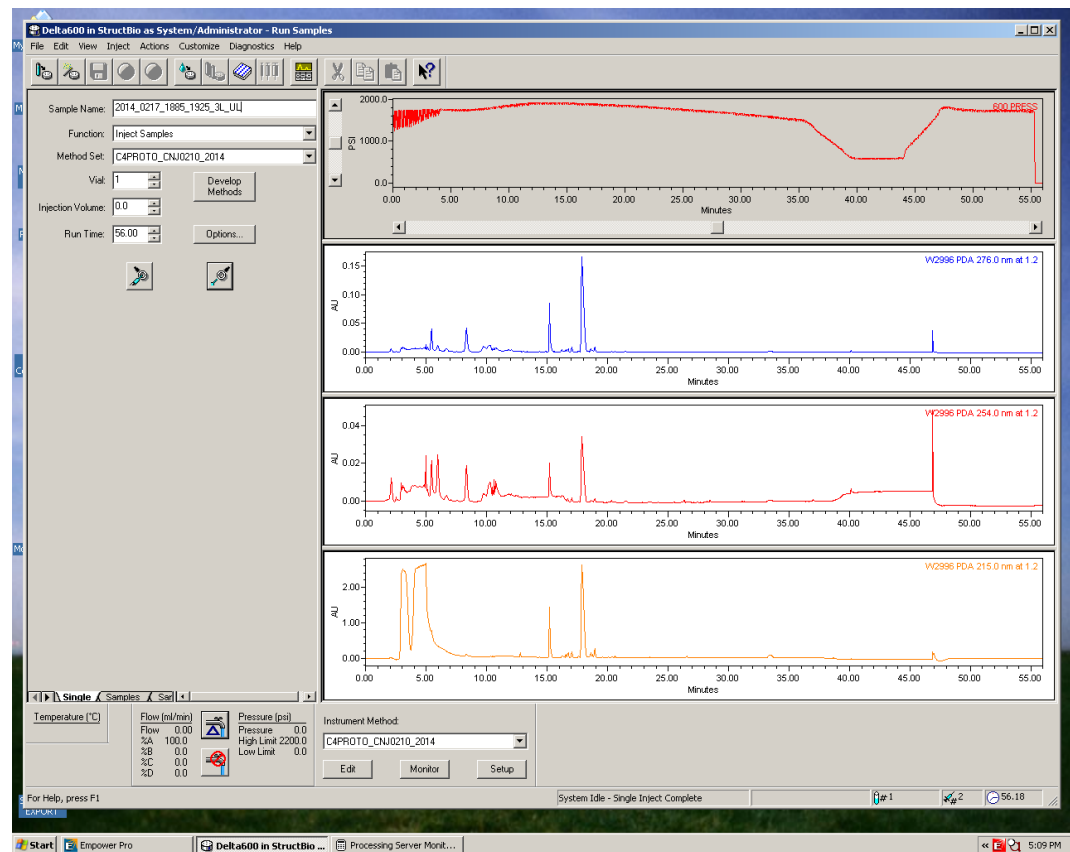 Delta600 in StructBio as System/Administrator - Run Samples
File Edit View Inject Actions Customize Diagnostics Help
Sample Name: 2014_0217_1885_1925_3L_UL
Function: Inject Samples
Method Set: C4PROTO_CNJ0210_2014
Vial: 1
Develop Methods
Injection Volume: 0.0
Run Time: 56.00
Options...
600 PRESS
PSI
2000.0
1000.0
0.0
0.00 5.00 10.00 15.00 20.00 25.00 30.00 35.00 40.00 45.00 50.00 55.00
Minutes
W2996 PDA 276.0 nm at 1.2
AU
0.15
0.10
0.05
0.00
0.00 5.00 10.00 15.00 20.00 25.00 30.00 35.00 40.00 45.00 50.00 55.00
Minutes
W2996 PDA 254.0 nm at 1.2
AU
0.04
0.02
0.00
0.00 5.00 10.00 15.00 20.00 25.00 30.00 35.00 40.00 45.00 50.00 55.00
Minutes
W2996 PDA 215.0 nm at 1.2
AU
2.00
1.00
0.00
0.00 5.00 10.00 15.00 20.00 25.00 30.00 35.00 40.00 45.00 50.00 55.00
Minutes
Single Samples Sar
Temperature (°C)
Flow (ml/min)
Flow 0.00
%A 100.0
%B 0.0
%C 0.0
%D 0.0
Pressure (psi)
Pressure 0.0
High Limit 2200.0
Low Limit 0.0
Instrument Method:
C4PROTO_CNJ0210_2014
Edit Monitor Setup
For Help, press F1
System Idle - Single Inject Complete
#1
#2
56.18
EXPORT
Start
Empower Pro
Delta600 in StructBio ...
Processing Server Monit...
5:09 PM